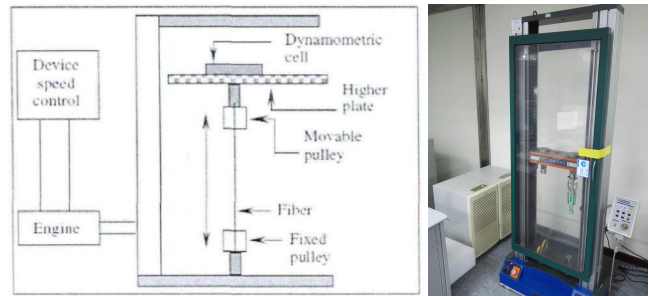 Dynamometric
cell
Device
speed
control
Higher
plate
Movable
pulley
Fiber
Engine
Fixed
pulley